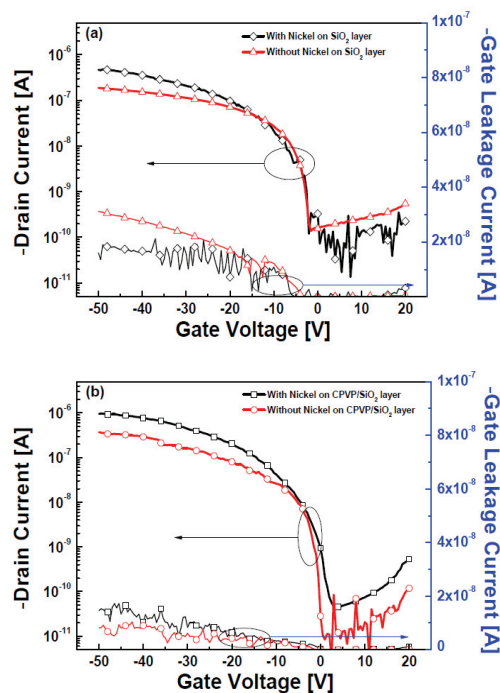 (a)
With Nickel on SiO₂ layer
Without Nickel on SiO₂ layer
-Drain Current [A]
10⁻⁶
10⁻⁷
10⁻⁸
10⁻⁹
10⁻¹⁰
10⁻¹¹
-50 -40 -30 -20 -10 0 10 20
Gate Voltage [V]
1x10⁻⁷
8x10⁻⁸
6x10⁻⁸
4x10⁻⁸
2x10⁻⁸
0
-Gate Leakage Current [A]
(b)
With Nickel on CPVP/SiO₂ layer
Without Nickel on CPVP/SiO₂ layer
-Drain Current [A]
10⁻⁶
10⁻⁷
10⁻⁸
10⁻⁹
10⁻¹⁰
10⁻¹¹
-50 -40 -30 -20 -10 0 10 20
Gate Voltage [V]
1x10⁻⁷
8x10⁻⁸
6x10⁻⁸
4x10⁻⁸
2x10⁻⁸
0
-Gate Leakage Current [A]